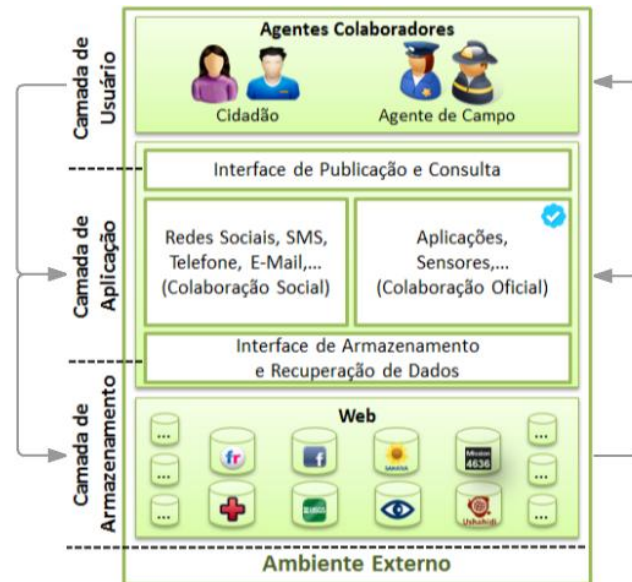 Camada de
Usuário
Agentes Colaboradores
Cidadão
Agente de Campo
Camada de
Aplicação
Interface de Publicação e Consulta
Redes Sociais, SMS,
Telefone, E-Mail,...
(Colaboração Social)
Aplicações,
Sensores,...
(Colaboração Oficial)
Interface de Armazenamento
e Recuperação de Dados
Camada de
Armazenamento
Web
...
fr
f
SAHANA
Mission
4636
...
...
...
...
USGS
Ushahidi
...
Ambiente Externo